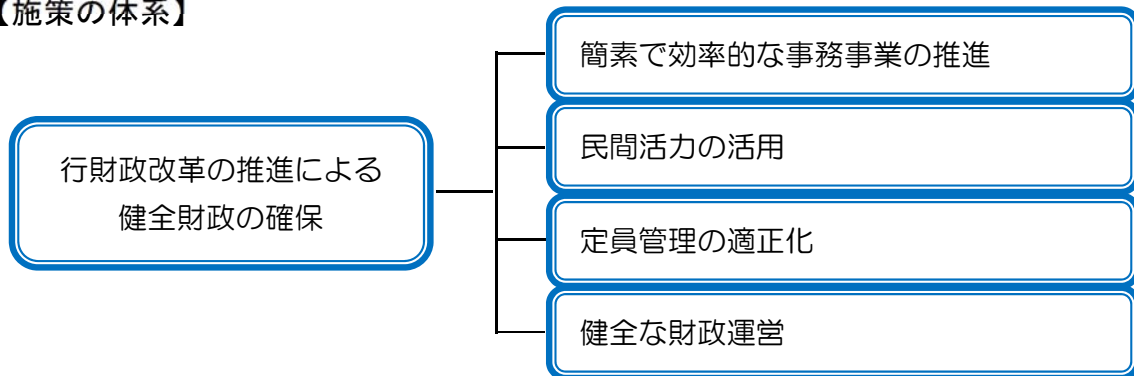 【施策の体系】
行財政改革の推進による
健全財政の確保
簡素で効率的な事務事業の推進
民間活力の活用
定員管理の適正化
健全な財政運営